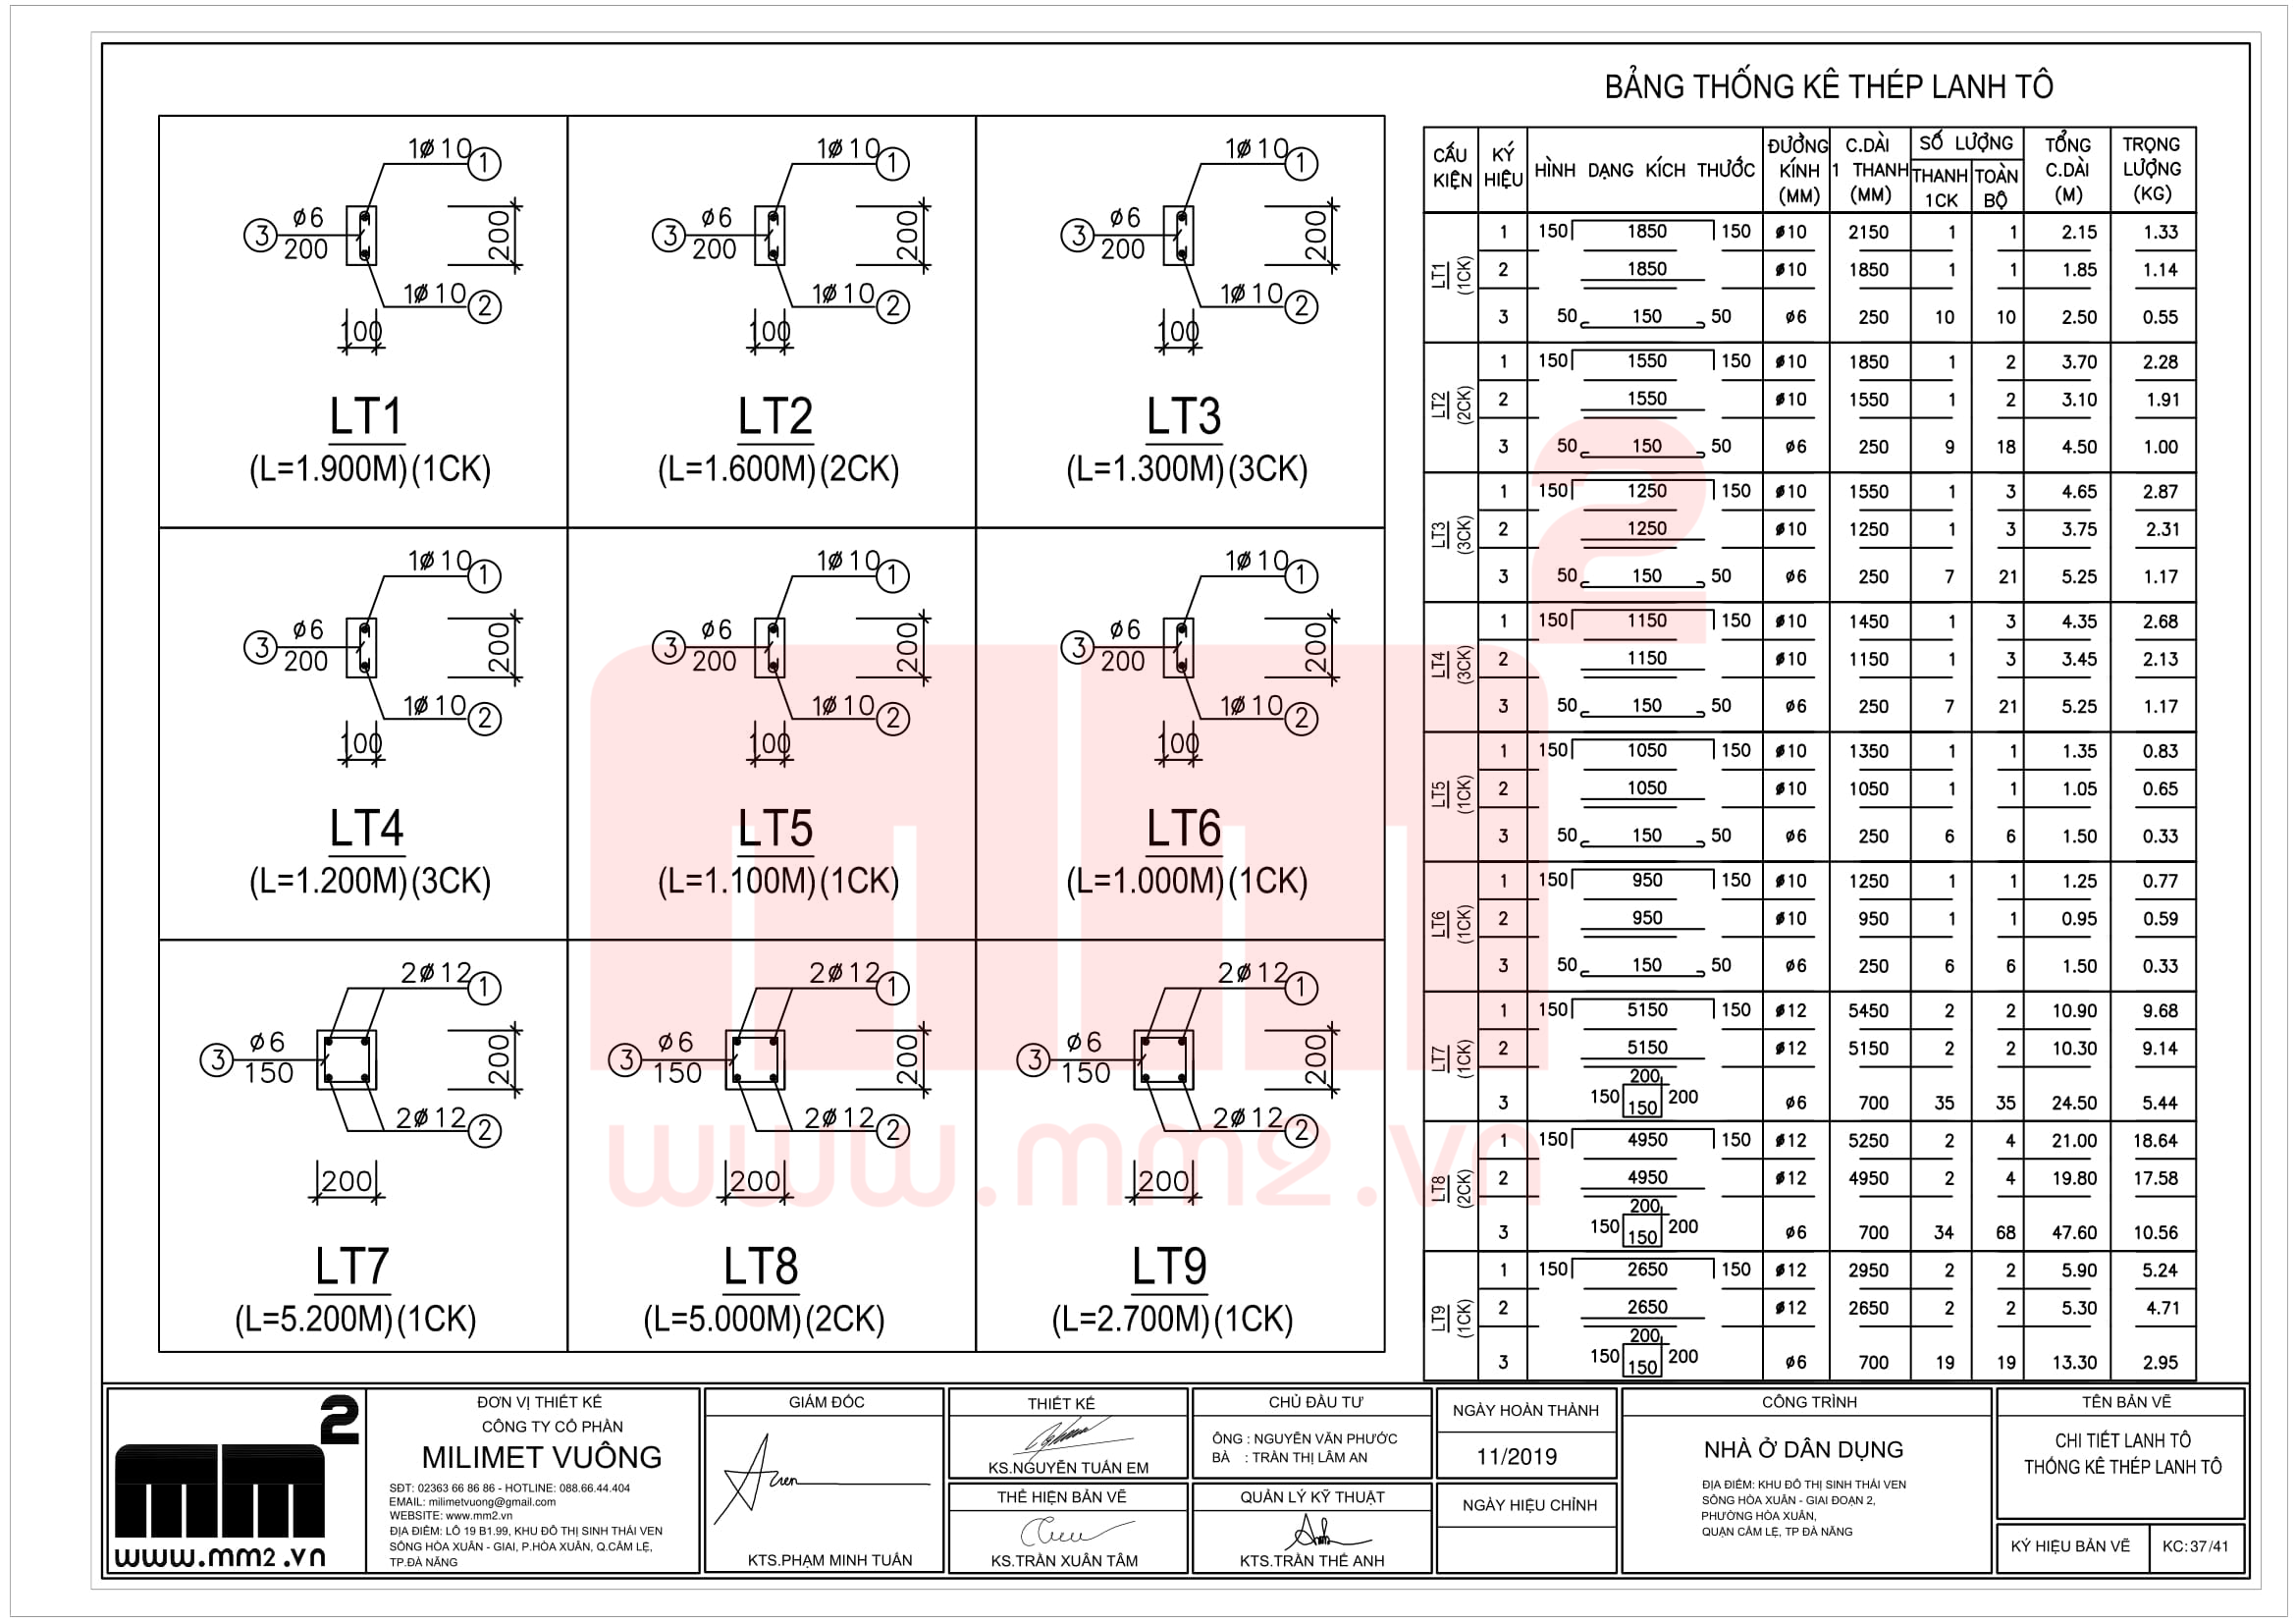 BẢNG THỐNG KÊ THÉP LANH TÔ
1Ø10 1
3 Ø6
200
200
1Ø10 2
100
LT1
(L=1.900M)(1CK)
1Ø10 1
3 Ø6
200
200
1Ø10 2
100
LT2
(L=1.600M)(2CK)
1Ø10 1
3 Ø6
200
200
1Ø10 2
100
LT3
(L=1.300M)(3CK)
1Ø10 1
3 Ø6
200
200
1Ø10 2
100
LT4
(L=1.200M)(3CK)
1Ø10 1
3 Ø6
200
200
1Ø10 2
100
LT5
(L=1.100M)(1CK)
1Ø10 1
3 Ø6
200
200
1Ø10 2
100
LT6
(L=1.000M)(1CK)
2Ø12 1
3 Ø6
150
200
2Ø12 2
200
LT7
(L=5.200M)(1CK)
2Ø12 1
3 Ø6
150
200
2Ø12 2
200
LT8
(L=5.000M)(2CK)
2Ø12 1
3 Ø6
150
200
2Ø12 2
200
LT9
(L=2.700M)(1CK)
CẤU KIỆN KÝ HIỆU HÌNH DẠNG KÍCH THƯỚC ĐƯỜNG KÍNH (MM) C.DÀI 1 THANH (MM) SỐ LƯỢNG THANH 1CK TOÀN BỘ TỔNG C.DÀI (M) TRỌNG LƯỢNG (KG)
LT1 (1CK)
1 150 1850 150 Ø10 2150 1 1 2.15 1.33
2 1850 Ø10 1850 1 1 1.85 1.14
3 50 150 50 Ø6 250 10 10 2.50 0.55
LT2 (2CK)
1 150 1550 150 Ø10 1850 1 2 3.70 2.28
2 1550 Ø10 1550 1 2 3.10 1.91
3 50 150 50 Ø6 250 9 18 4.50 1.00
LT3 (3CK)
1 150 1250 150 Ø10 1550 1 3 4.65 2.87
2 1250 Ø10 1250 1 3 3.75 2.31
3 50 150 50 Ø6 250 7 21 5.25 1.17
LT4 (3CK)
1 150 1150 150 Ø10 1450 1 3 4.35 2.68
2 1150 Ø10 1150 1 3 3.45 2.13
3 50 150 50 Ø6 250 7 21 5.25 1.17
LT5 (1CK)
1 150 1050 150 Ø10 1350 1 1 1.35 0.83
2 1050 Ø10 1050 1 1 1.05 0.65
3 50 150 50 Ø6 250 6 6 1.50 0.33
LT6 (1CK)
1 150 950 150 Ø10 1250 1 1 1.25 0.77
2 950 Ø10 950 1 1 0.95 0.59
3 50 150 50 Ø6 250 6 6 1.50 0.33
LT7 (1CK)
1 150 5150 150 Ø12 5450 2 2 10.90 9.68
2 5150 Ø12 5150 2 2 10.30 9.14
200
3 150 150 200 Ø6 700 35 35 24.50 5.44
LT8 (2CK)
1 150 4950 150 Ø12 5250 2 4 21.00 18.64
2 4950 Ø12 4950 2 4 19.80 17.58
200
3 150 150 200 Ø6 700 34 68 47.60 10.56
LT9 (1CK)
1 150 2650 150 Ø12 2950 2 2 5.90 5.24
2 2650 Ø12 2650 2 2 5.30 4.71
200
3 150 150 200 Ø6 700 19 19 13.30 2.95
mm2
www.mm2.vn
mm2
www.mm2.vn
ĐƠN VỊ THIẾT KẾ
CÔNG TY CỔ PHẦN
MILIMET VUÔNG
SĐT: 02363 66 86 86 - HOTLINE: 088.66.44.404
EMAIL: milimetvuong@gmail.com
WEBSITE: www.mm2.vn
ĐỊA ĐIỂM: LÔ 19 B1.99, KHU ĐÔ THỊ SINH THÁI VEN
SÔNG HÒA XUÂN - GIAI, P.HÒA XUÂN, Q.CẨM LỆ,
TP.ĐÀ NẴNG
GIÁM ĐỐC
KTS.PHẠM MINH TUẤN
THIẾT KẾ
KS.NGUYỄN TUẤN EM
THỂ HIỆN BẢN VẼ
KS.TRẦN XUÂN TÂM
CHỦ ĐẦU TƯ
ÔNG : NGUYỄN VĂN PHƯỚC
BÀ : TRẦN THỊ LÂM AN
QUẢN LÝ KỸ THUẬT
KTS.TRẦN THẾ ANH
NGÀY HOÀN THÀNH
11/2019
NGÀY HIỆU CHỈNH
CÔNG TRÌNH
NHÀ Ở DÂN DỤNG
ĐỊA ĐIỂM: KHU ĐÔ THỊ SINH THÁI VEN
SÔNG HÒA XUÂN - GIAI ĐOẠN 2,
PHƯỜNG HÒA XUÂN,
QUẬN CẨM LỆ, TP ĐÀ NẴNG
TÊN BẢN VẼ
CHI TIẾT LANH TÔ
THỐNG KÊ THÉP LANH TÔ
KÝ HIỆU BẢN VẼ KC:37/41